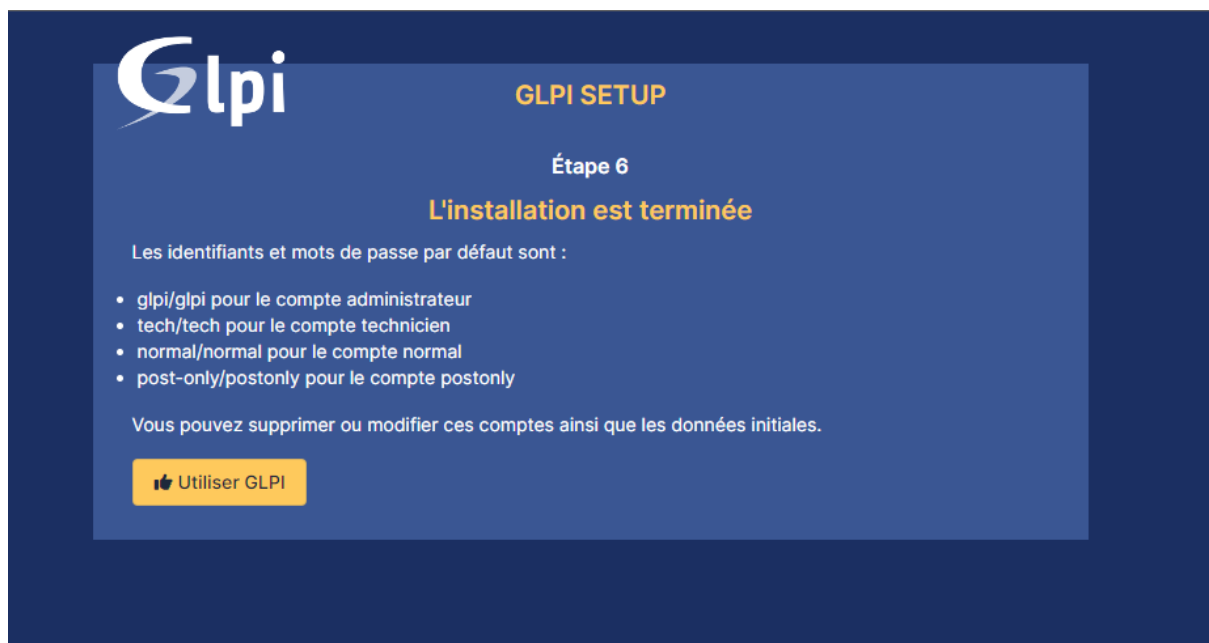 Glpi
GLPI SETUP
Étape 6
L'installation est terminée
Les identifiants et mots de passe par défaut sont :
glpi/glpi pour le compte administrateur
tech/tech pour le compte technicien
normal/normal pour le compte normal
post-only/postonly pour le compte postonly
Vous pouvez supprimer ou modifier ces comptes ainsi que les données initiales.
Utiliser GLPI